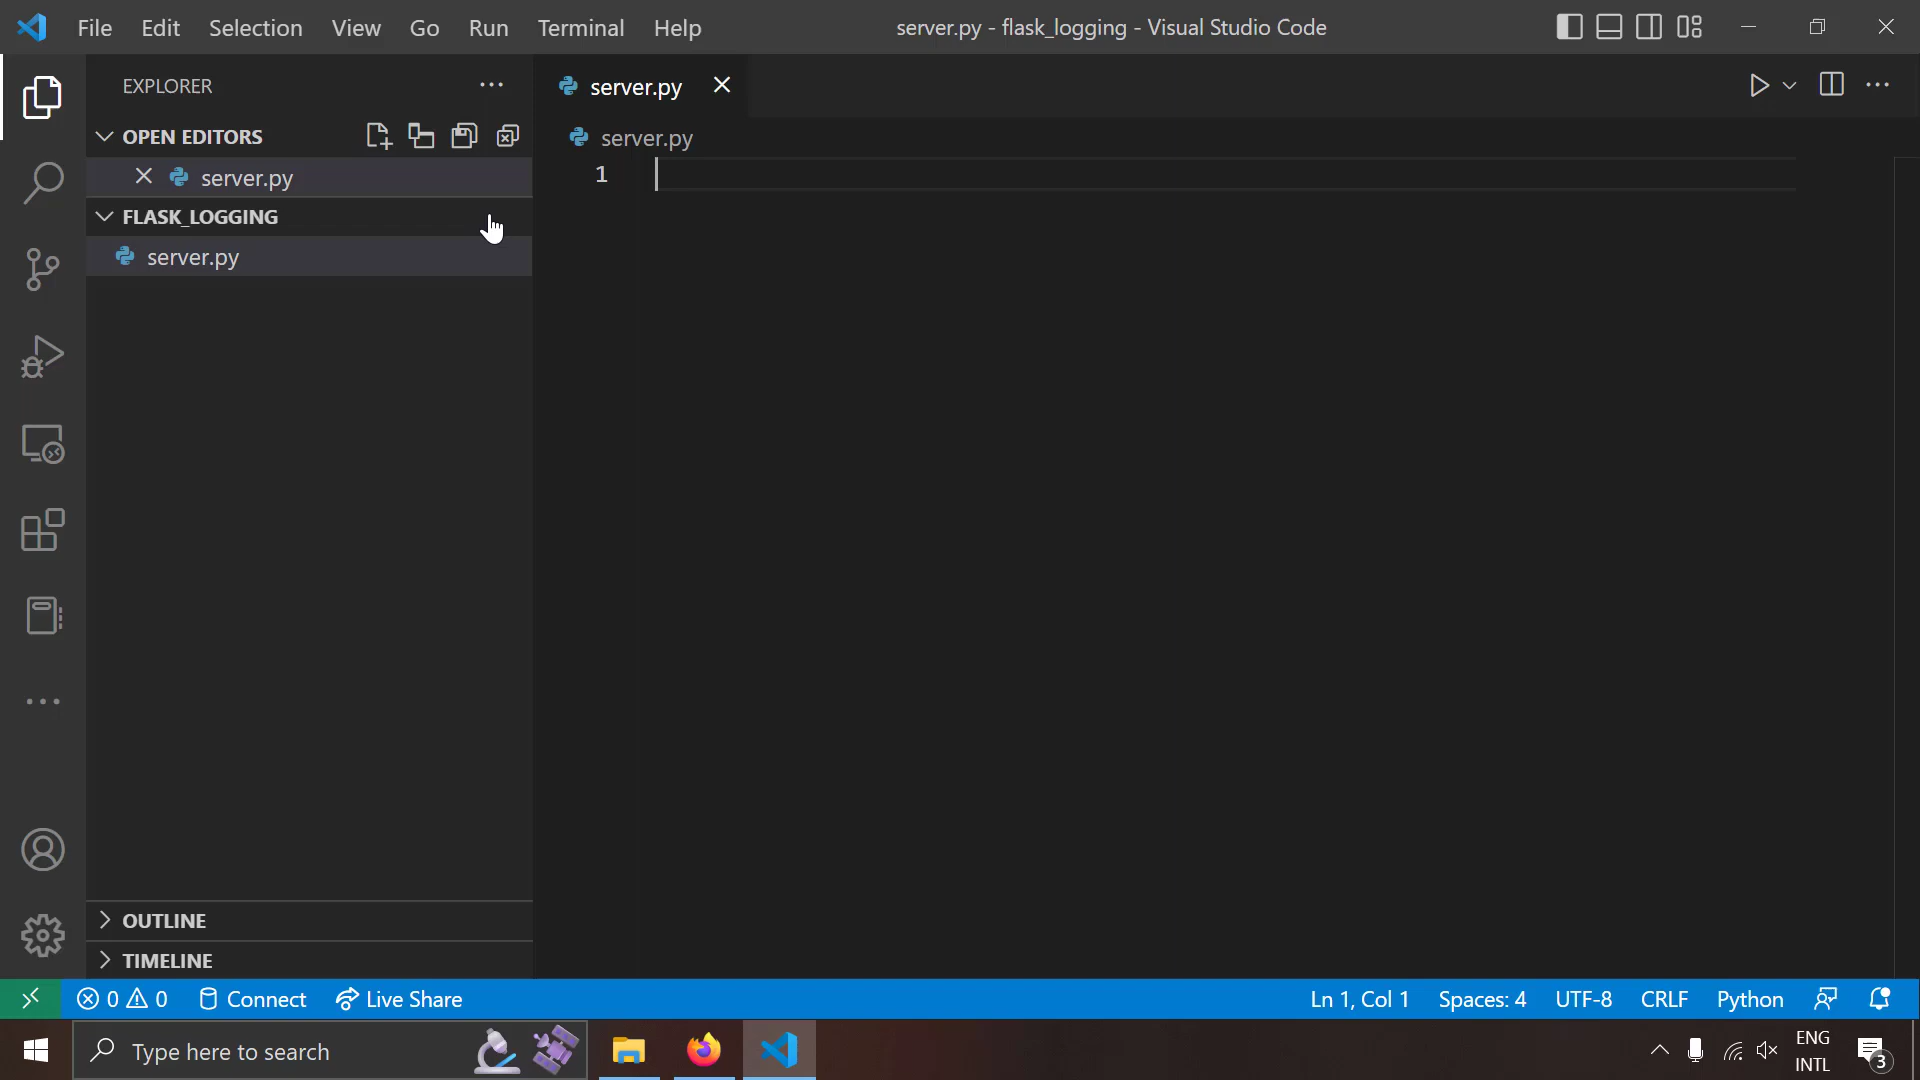 File Edit Selection View Go Run Terminal Help
server.py - flask_logging - Visual Studio Code
EXPLORER
server.py
OPEN EDITORS
server.py
1
server.py
FLASK_LOGGING
server.py
OUTLINE
TIMELINE
0 0 Connect Live Share
Ln 1, Col 1 Spaces: 4 UTF-8 CRLF Python
Type here to search
ENG
INTL
3